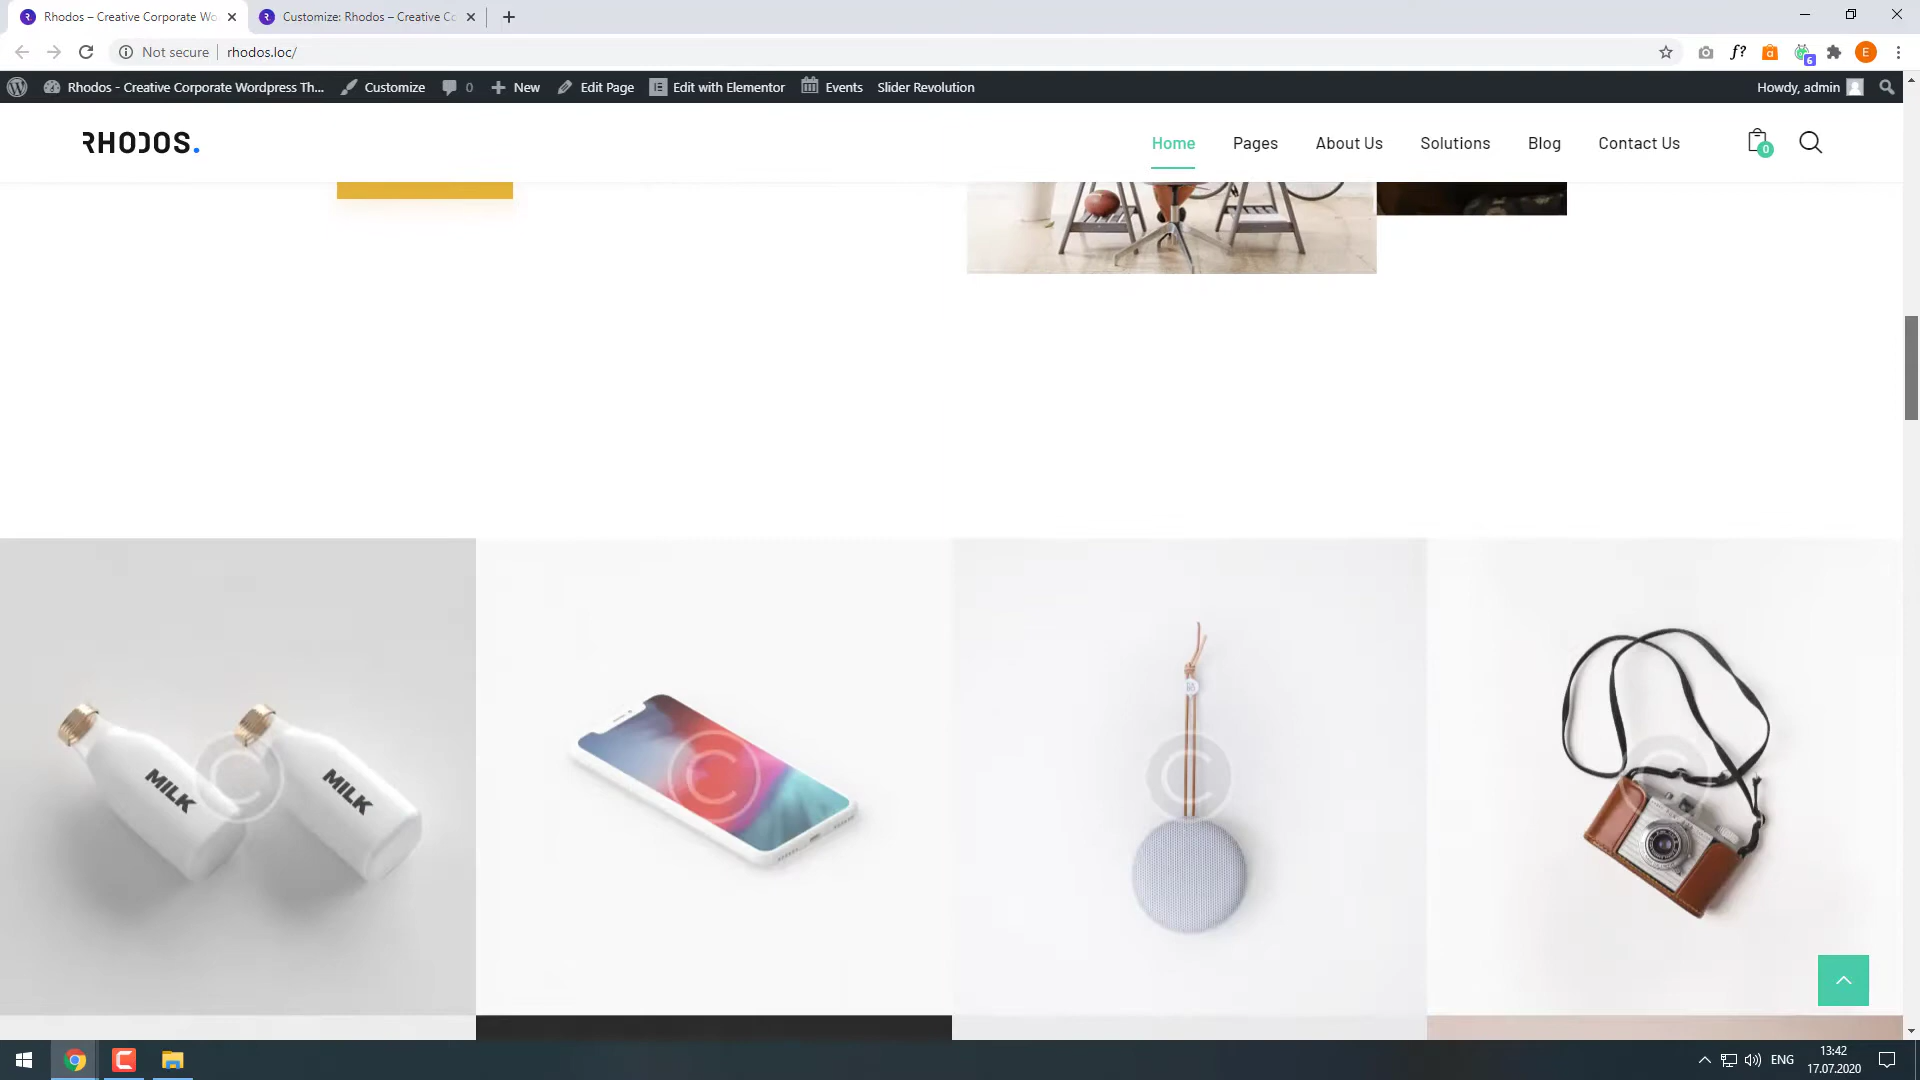 Rhodos – Creative Corporate Wo
Customize: Rhodos – Creative Co
Not secure
rhodos.loc/
f?
a
6
E
Rhodos - Creative Corporate Wordpress Th...
Customize
0
New
Edit Page
Edit with Elementor
Events
Slider Revolution
Howdy, admin
RHODOS.
Home
Pages
About Us
Solutions
Blog
Contact Us
0
MILK
MILK
C
C
C
C
ENG
13:42
17.07.2020